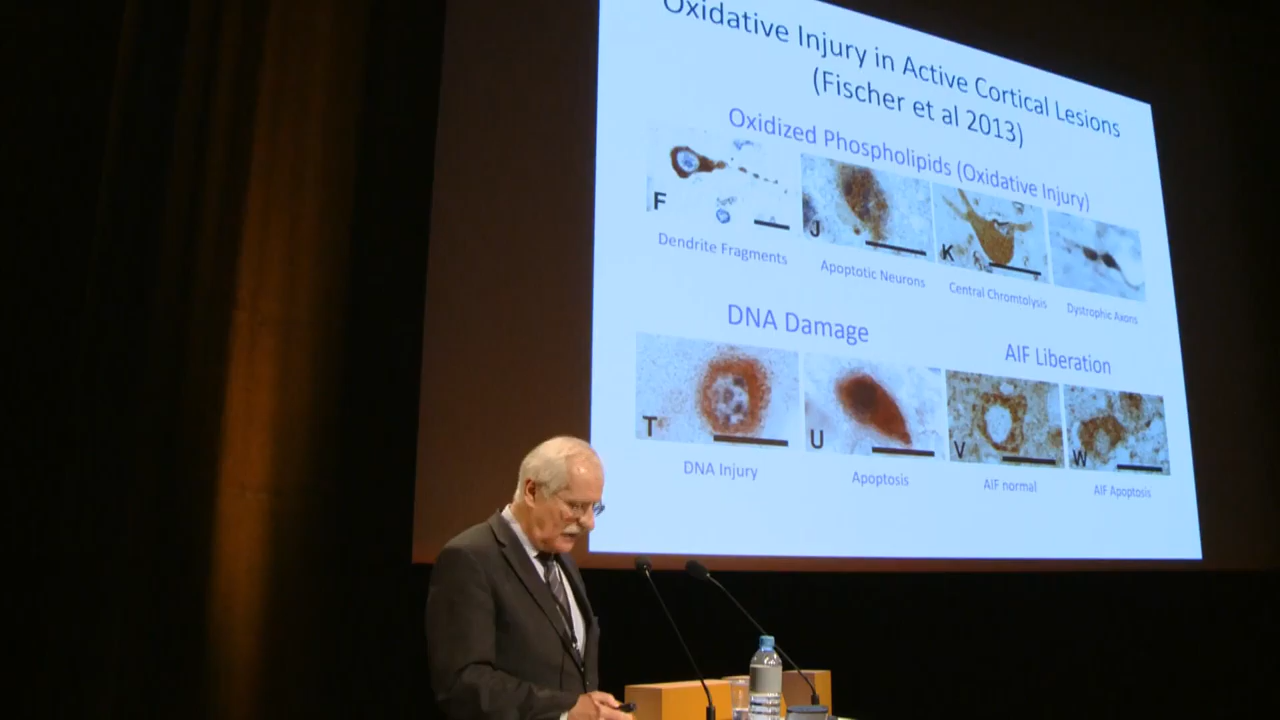 Oxidative Injury in Active Cortical Lesions
(Fischer et al 2013)
Oxidized Phospholipids (Oxidative Injury)
F
J
K
Dendrite Fragments
Apoptotic Neurons
Central Chromtolysis
Dystrophic Axons
DNA Damage
AIF Liberation
T
U
V
W
DNA Injury
Apoptosis
AIF normal
AIF Apoptosis